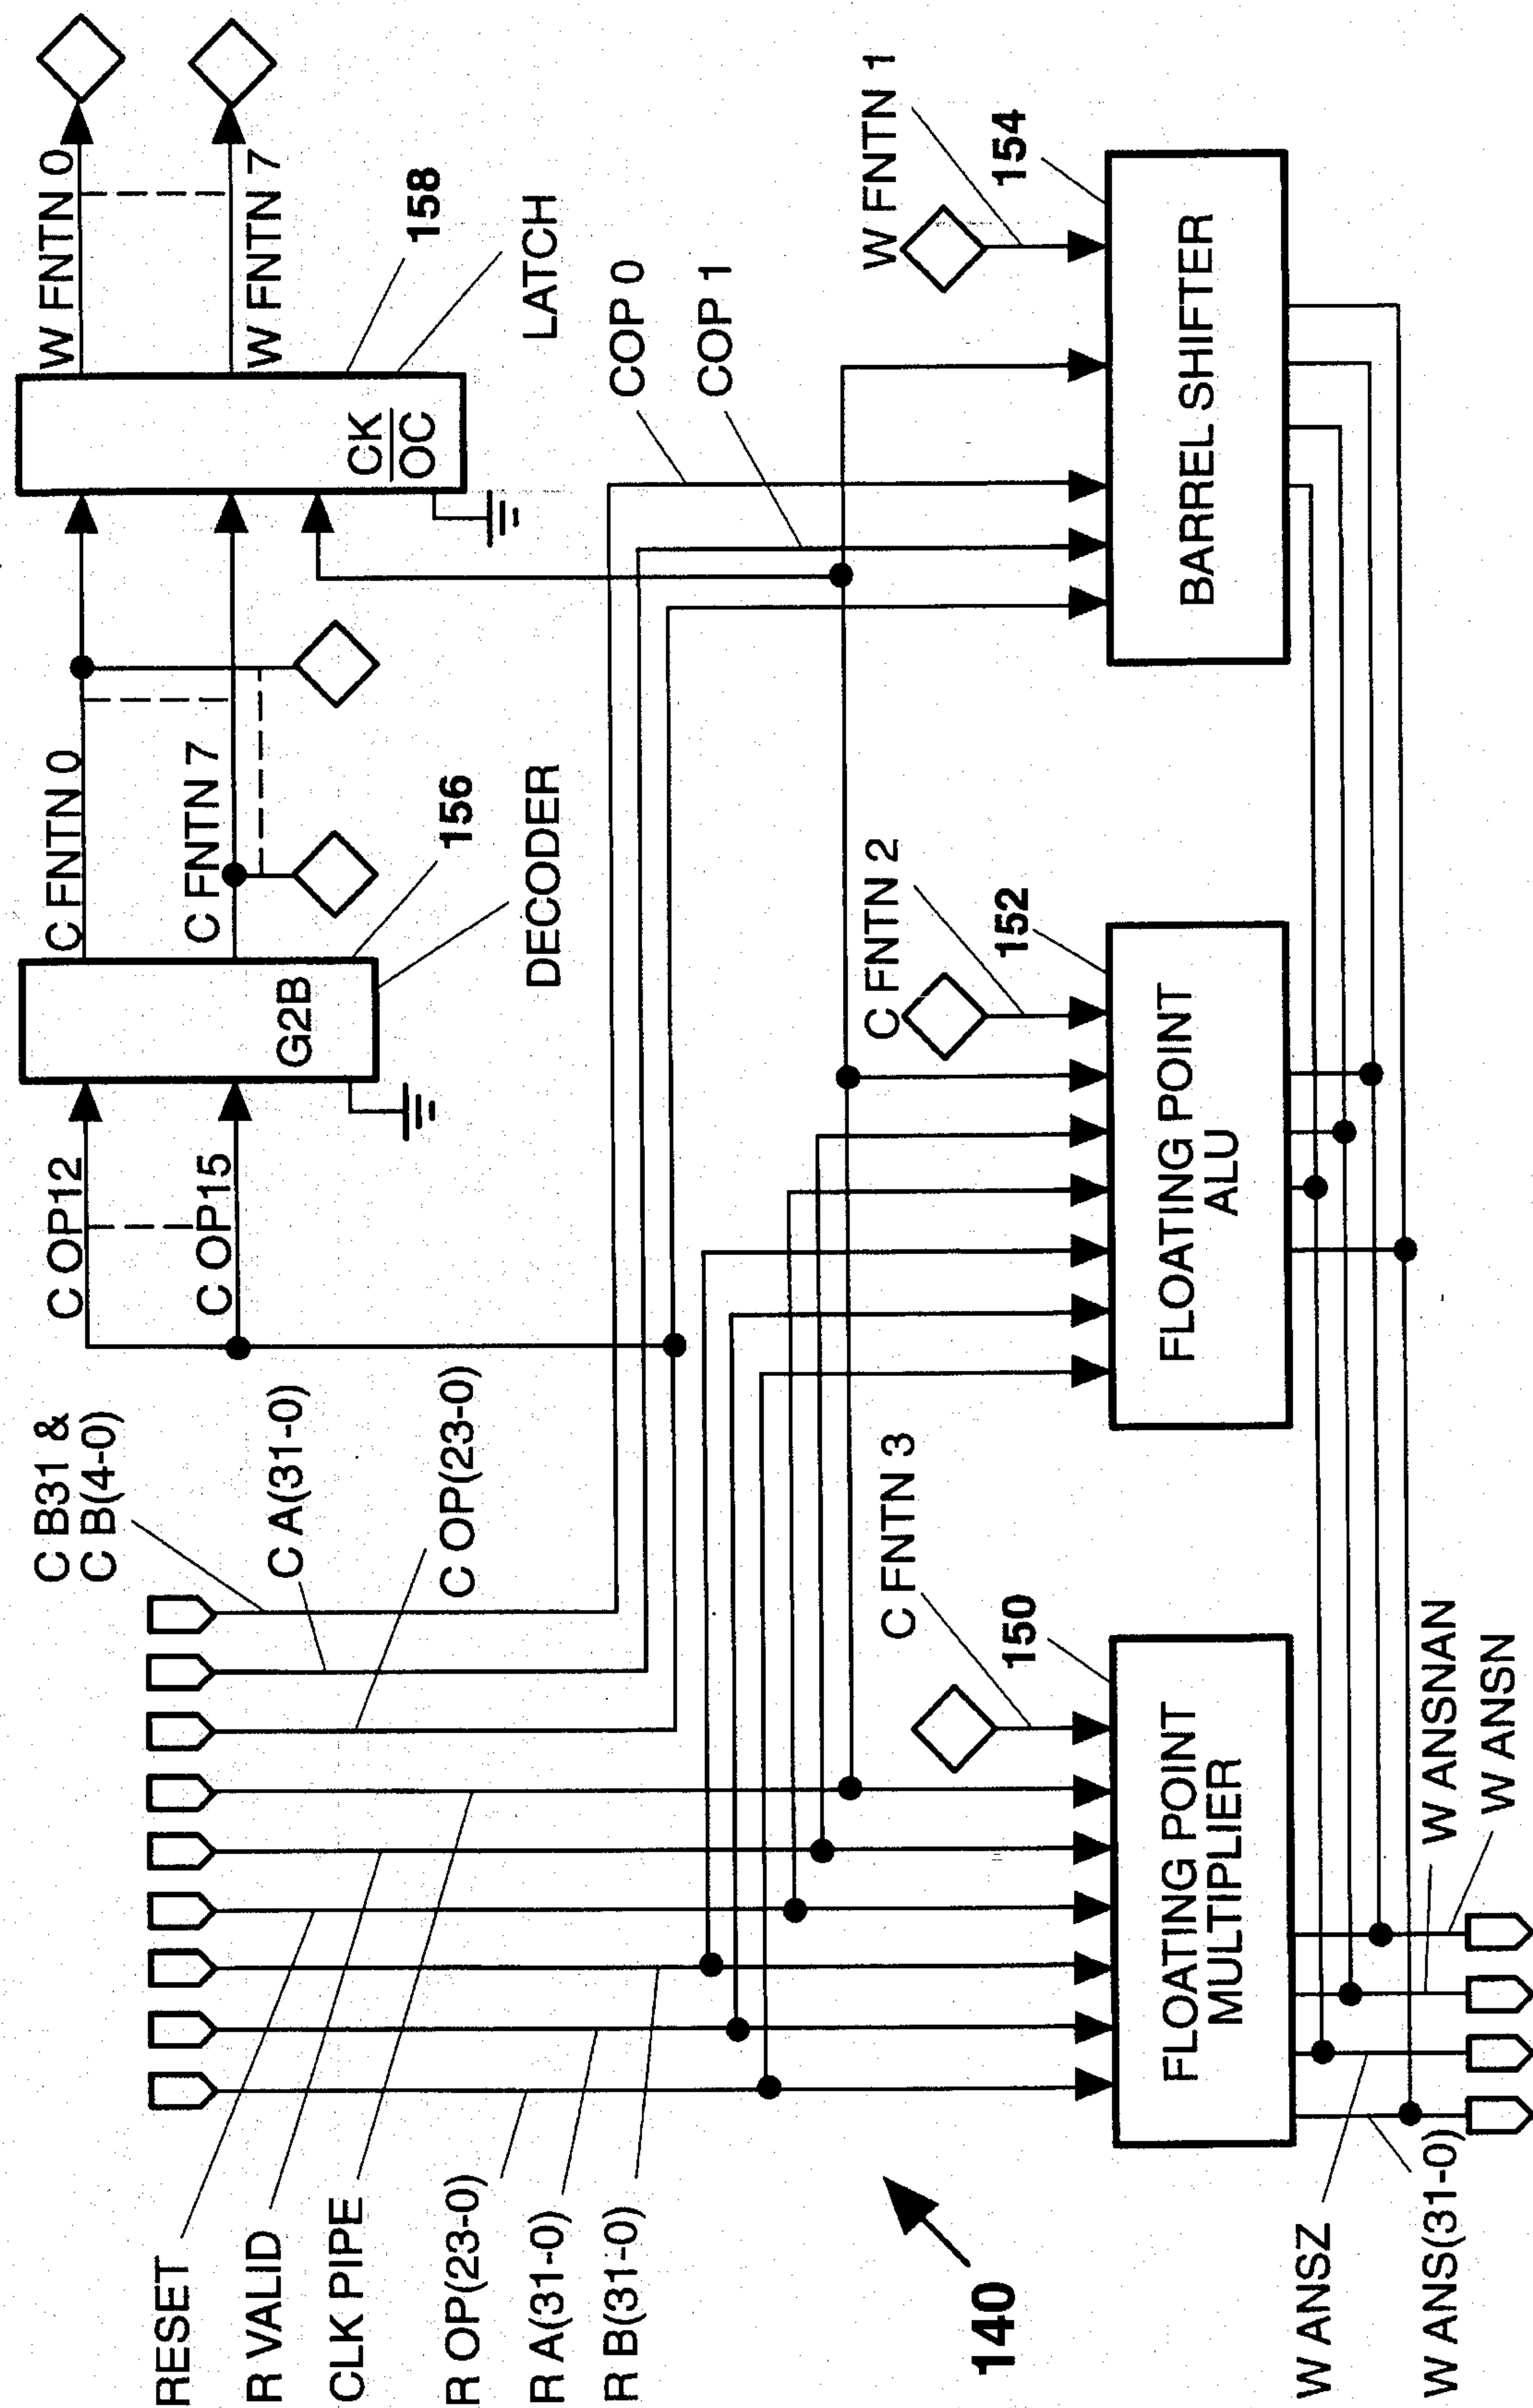 C B31 &
C B(4-0)
C A(31-0)
C OP(23-0)
C OP12
C OP15
G2B
C FNTN 0
C FNTN 7
156
DECODER
CK
OC
W FNTN 0
W FNTN 7
158
LATCH
COP 0
COP 1
RESET
R VALID
CLK PIPE
R OP(23-0)
R A(31-0)
R B(31-0)
C FNTN 3
150
FLOATING POINT
MULTIPLIER
C FNTN 2
152
FLOATING POINT
ALU
W FNTN 1
154
BARREL SHIFTER
140
W ANSZ
W ANS(31-0)
W ANSNAN
W ANSN